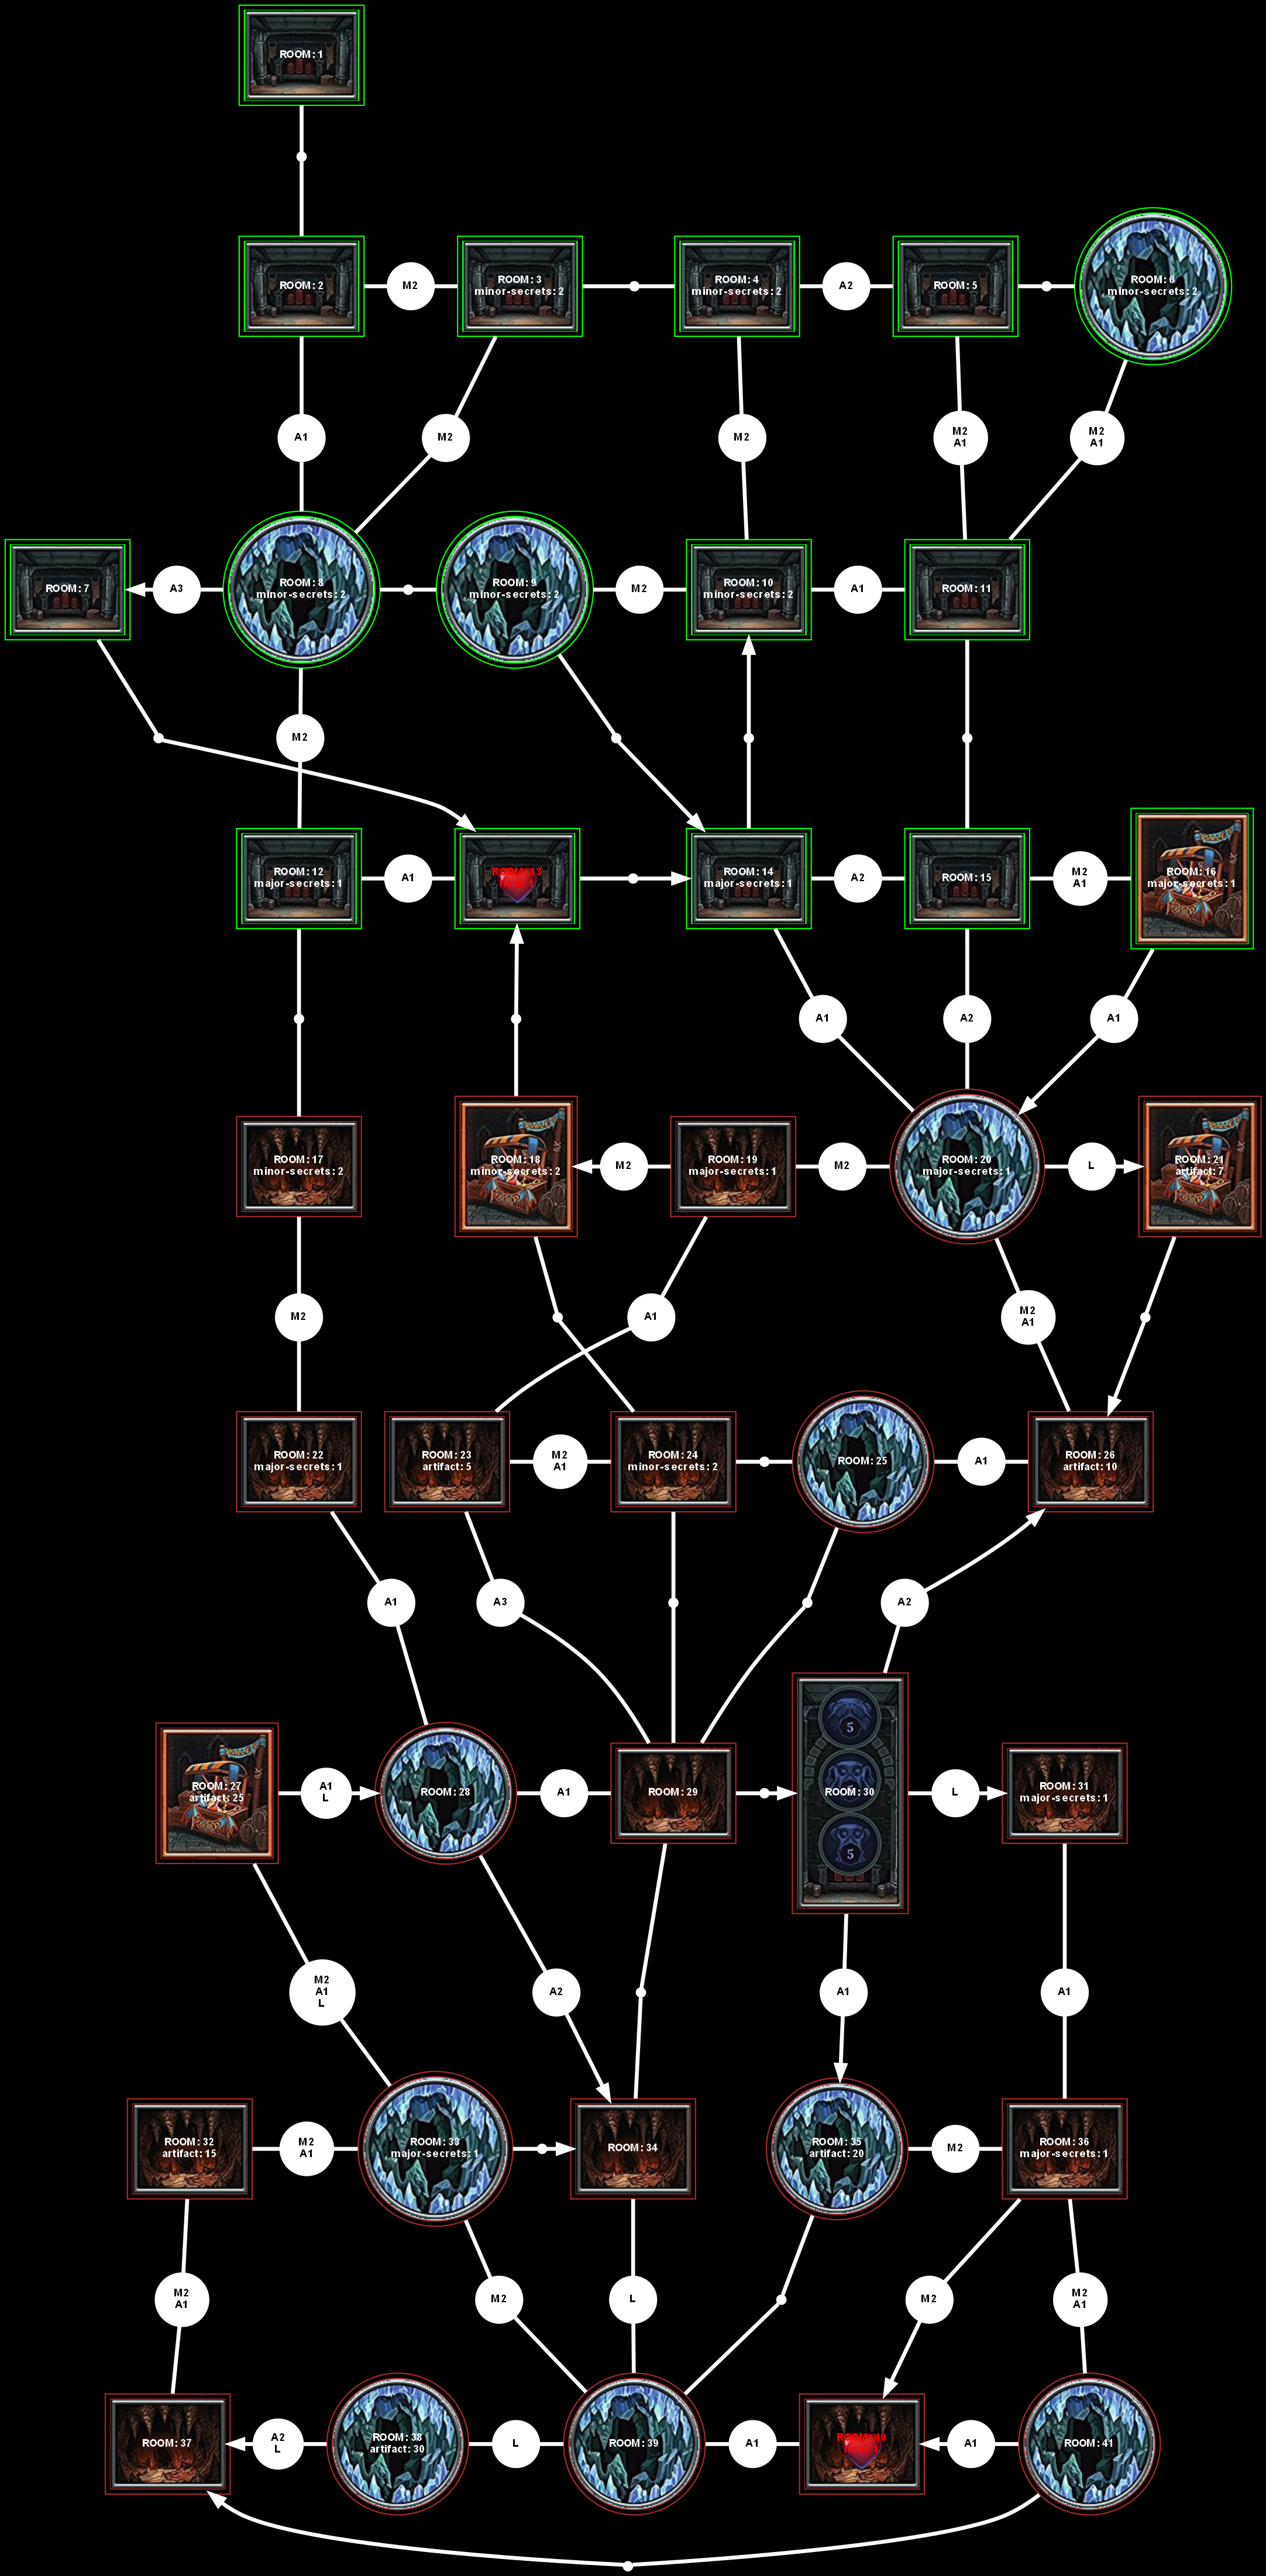 ROOM: 1
ROOM: 2
M2
ROOM: 3
minor-secrets: 2
ROOM: 4
minor-secrets: 2
A2
ROOM: 5
ROOM: 6
minor-secrets: 2
A1
M2
M2
M2
A1
M2
A1
ROOM: 7
A3
ROOM: 8
minor-secrets: 2
ROOM: 9
minor-secrets: 2
M2
ROOM: 10
minor-secrets: 2
A1
ROOM: 11
M2
ROOM: 12
major-secrets: 1
A1
ROOM: 13
ROOM: 14
major-secrets: 1
A2
ROOM: 15
M2
A1
ROOM: 16
major-secrets: 1
A1
A2
A1
ROOM: 17
minor-secrets: 2
ROOM: 18
minor-secrets: 2
M2
ROOM: 19
major-secrets: 1
M2
ROOM: 20
major-secrets: 1
L
ROOM: 21
artifact: 7
M2
A1
M2
A1
ROOM: 22
major-secrets: 1
ROOM: 23
artifact: 5
M2
A1
ROOM: 24
minor-secrets: 2
ROOM: 25
A1
ROOM: 26
artifact: 10
A1
A3
A2
5
ROOM: 27
artifact: 25
A1
L
ROOM: 28
A1
ROOM: 29
ROOM: 30
L
ROOM: 31
major-secrets: 1
5
M2
A1
L
A2
A1
A1
ROOM: 32
artifact: 15
M2
A1
ROOM: 33
major-secrets: 1
ROOM: 34
ROOM: 35
artifact: 20
M2
ROOM: 36
major-secrets: 1
M2
A1
M2
L
M2
M2
A1
ROOM: 37
A2
L
ROOM: 38
artifact: 30
L
ROOM: 39
A1
ROOM: 40
A1
ROOM: 41